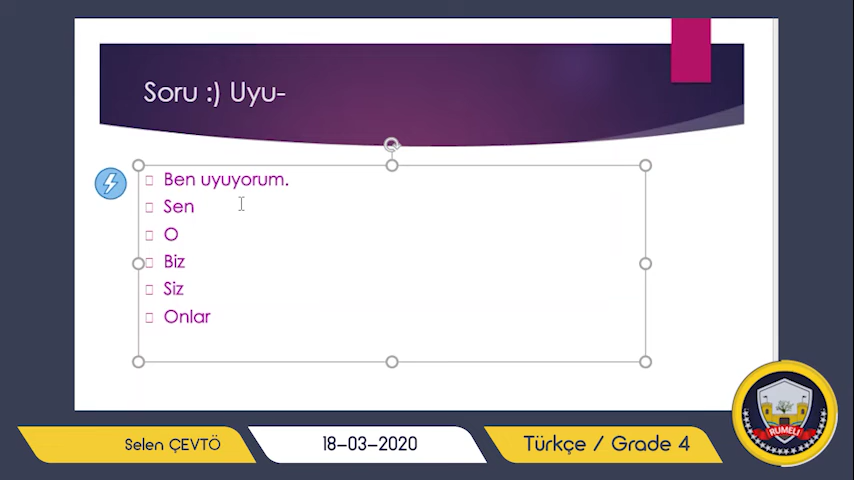 Soru :) Uyu-
Ben uyuyorum.
Sen
O
Biz
Siz
Onlar
Selen ÇEVTÖ
18-03-2020
Türkçe / Grade 4
RUMELI